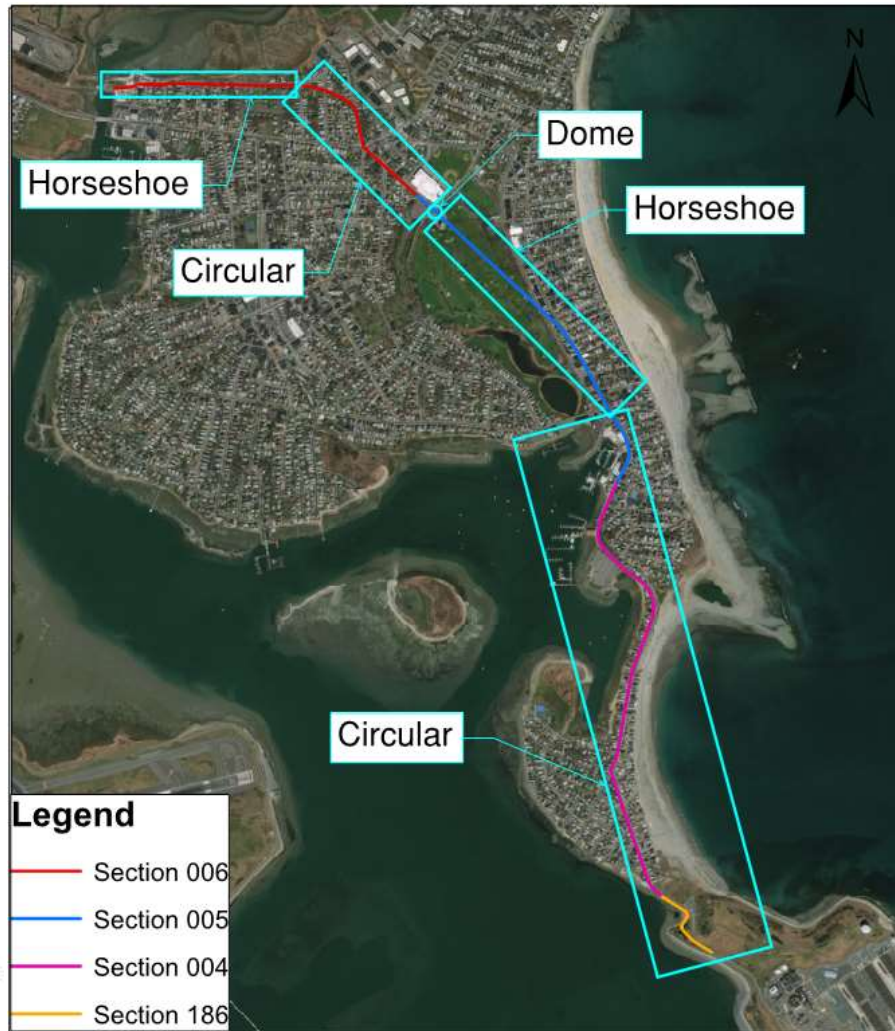 N
Dome
Horseshoe
Horseshoe
Circular
Circular
Legend
Section 006
Section 005
Section 004
Section 186